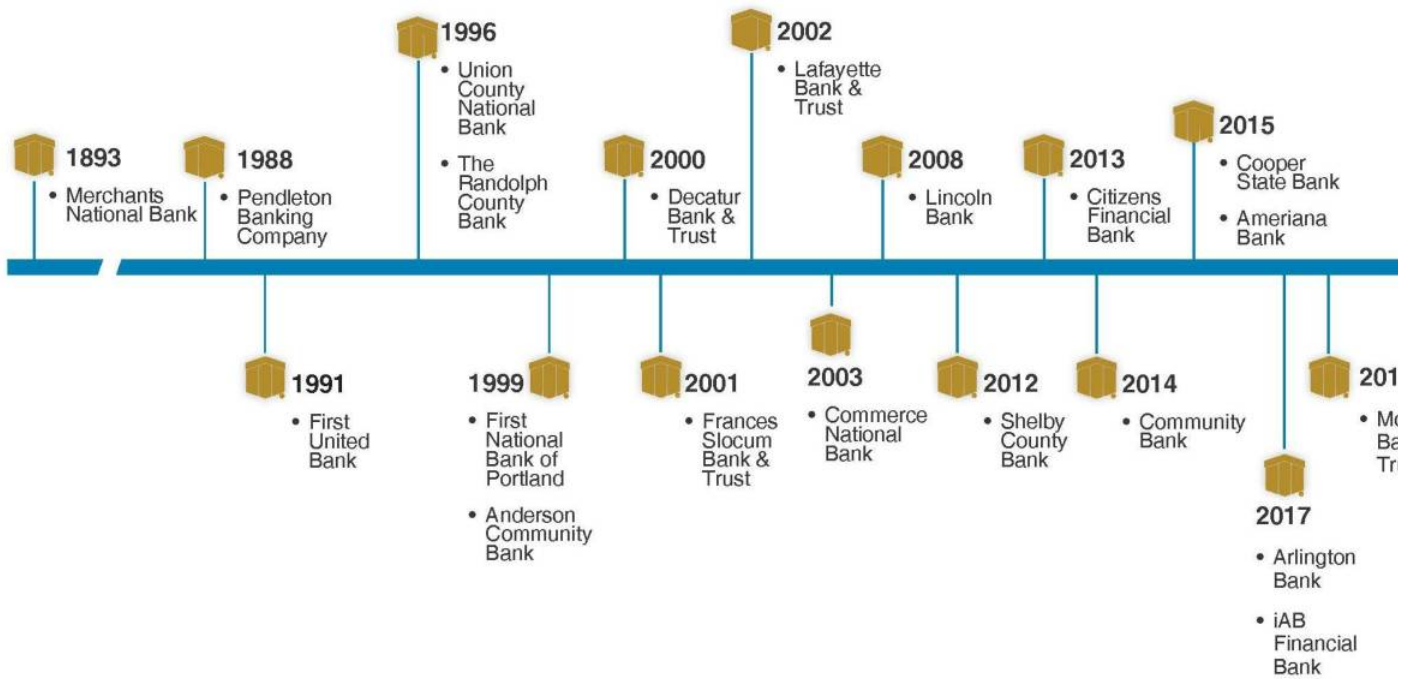 1893
• Merchants
National Bank
1988
• Pendleton
Banking
Company
1991
• First
United
Bank
1996
• Union
County
National
Bank
• The
Randolph
County
Bank
1999
• First
National
Bank of
Portland
• Anderson
Community
Bank
2000
• Decatur
Bank &
Trust
2001
• Frances
Slocum
Bank &
Trust
2002
• Lafayette
Bank &
Trust
2003
• Commerce
National
Bank
2008
• Lincoln
Bank
2012
• Shelby
County
Bank
2013
• Citizens
Financial
Bank
2014
• Community
Bank
2015
• Cooper
State Bank
• Ameriana
Bank
2017
• Arlington
Bank
• iAB
Financial
Bank